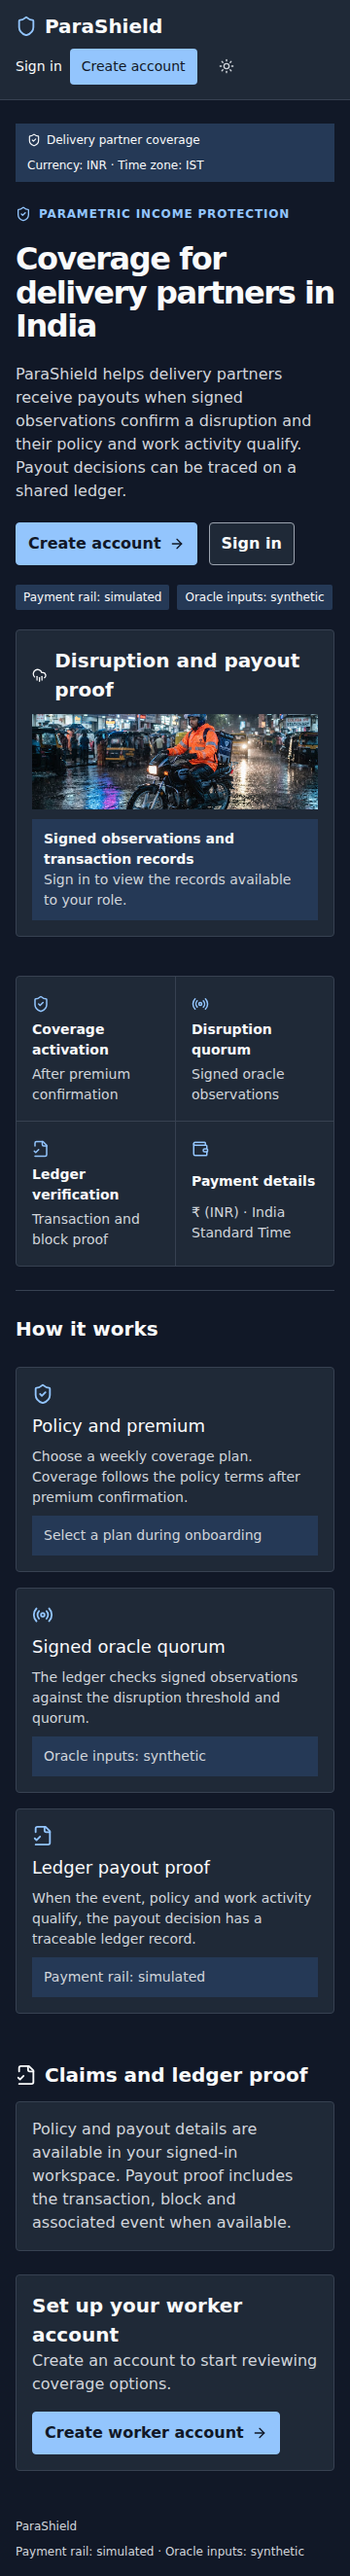 ParaShield
Sign in
Create account
Delivery partner coverage
Currency: INR · Time zone: IST
PARAMETRIC INCOME PROTECTION
Coverage for
delivery partners in
India
ParaShield helps delivery partners
receive payouts when signed
observations confirm a disruption and
their policy and work activity qualify.
Payout decisions can be traced on a
shared ledger.
Create account →
Sign in
Payment rail: simulated
Oracle inputs: synthetic
Disruption and payout
proof
Signed observations and
transaction records
Sign in to view the records available
to your role.
Coverage
activation
After premium
confirmation
Disruption
quorum
Signed oracle
observations
Ledger
verification
Transaction and
block proof
Payment details
₹ (INR) · India
Standard Time
How it works
Policy and premium
Choose a weekly coverage plan.
Coverage follows the policy terms after
premium confirmation.
Select a plan during onboarding
Signed oracle quorum
The ledger checks signed observations
against the disruption threshold and
quorum.
Oracle inputs: synthetic
Ledger payout proof
When the event, policy and work activity
qualify, the payout decision has a
traceable ledger record.
Payment rail: simulated
Claims and ledger proof
Policy and payout details are
available in your signed-in
workspace. Payout proof includes
the transaction, block and
associated event when available.
Set up your worker
account
Create an account to start reviewing
coverage options.
Create worker account →
ParaShield
Payment rail: simulated · Oracle inputs: synthetic